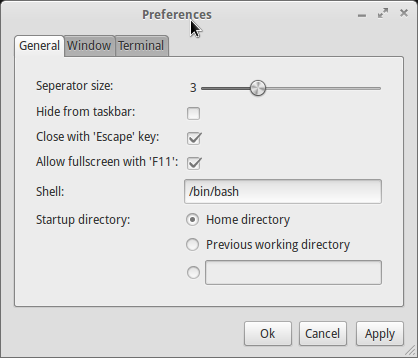 Preferences
General Window Terminal
Seperator size: 3
Hide from taskbar:
Close with 'Escape' key:
Allow fullscreen with 'F11':
Shell: /bin/bash
Startup directory: Home directory
Previous working directory
Ok Cancel Apply